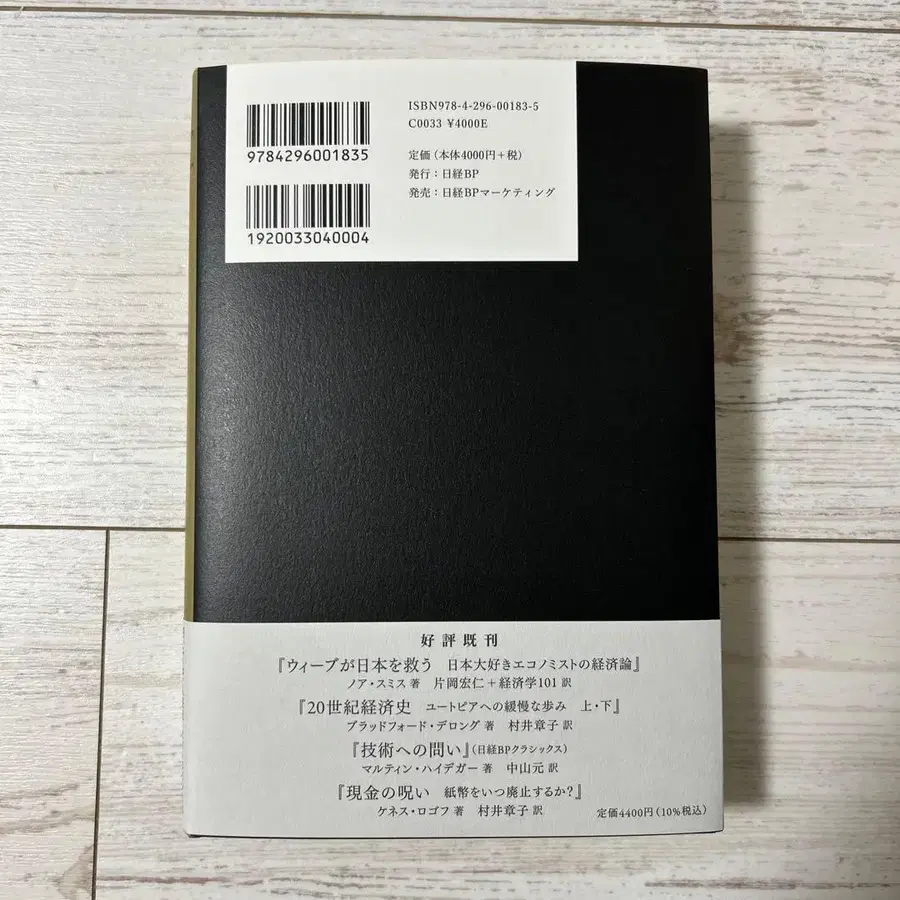 ISBN978-4-296-00183-5
C0033 ¥4000E
9784296001835
定価（本体4000円＋税）
発行：日経BP
発売：日経BPマーケティング
1920033040004
好評既刊
『ウィーブが日本を救う　日本大好きエコノミストの経済論』
ノア・スミス 著　片岡宏仁＋経済学101 訳
『20世紀経済史　ユートピアへの緩慢な歩み　上・下』
ブラッドフォード・デロング 著　村井章子 訳
『技術への問い』（日経BPクラシックス）
マルティン・ハイデガー 著　中山元 訳
『現金の呪い　紙幣をいつ廃止するか？』
ケネス・ロゴフ 著　村井章子 訳
定価4400円（10%税込）